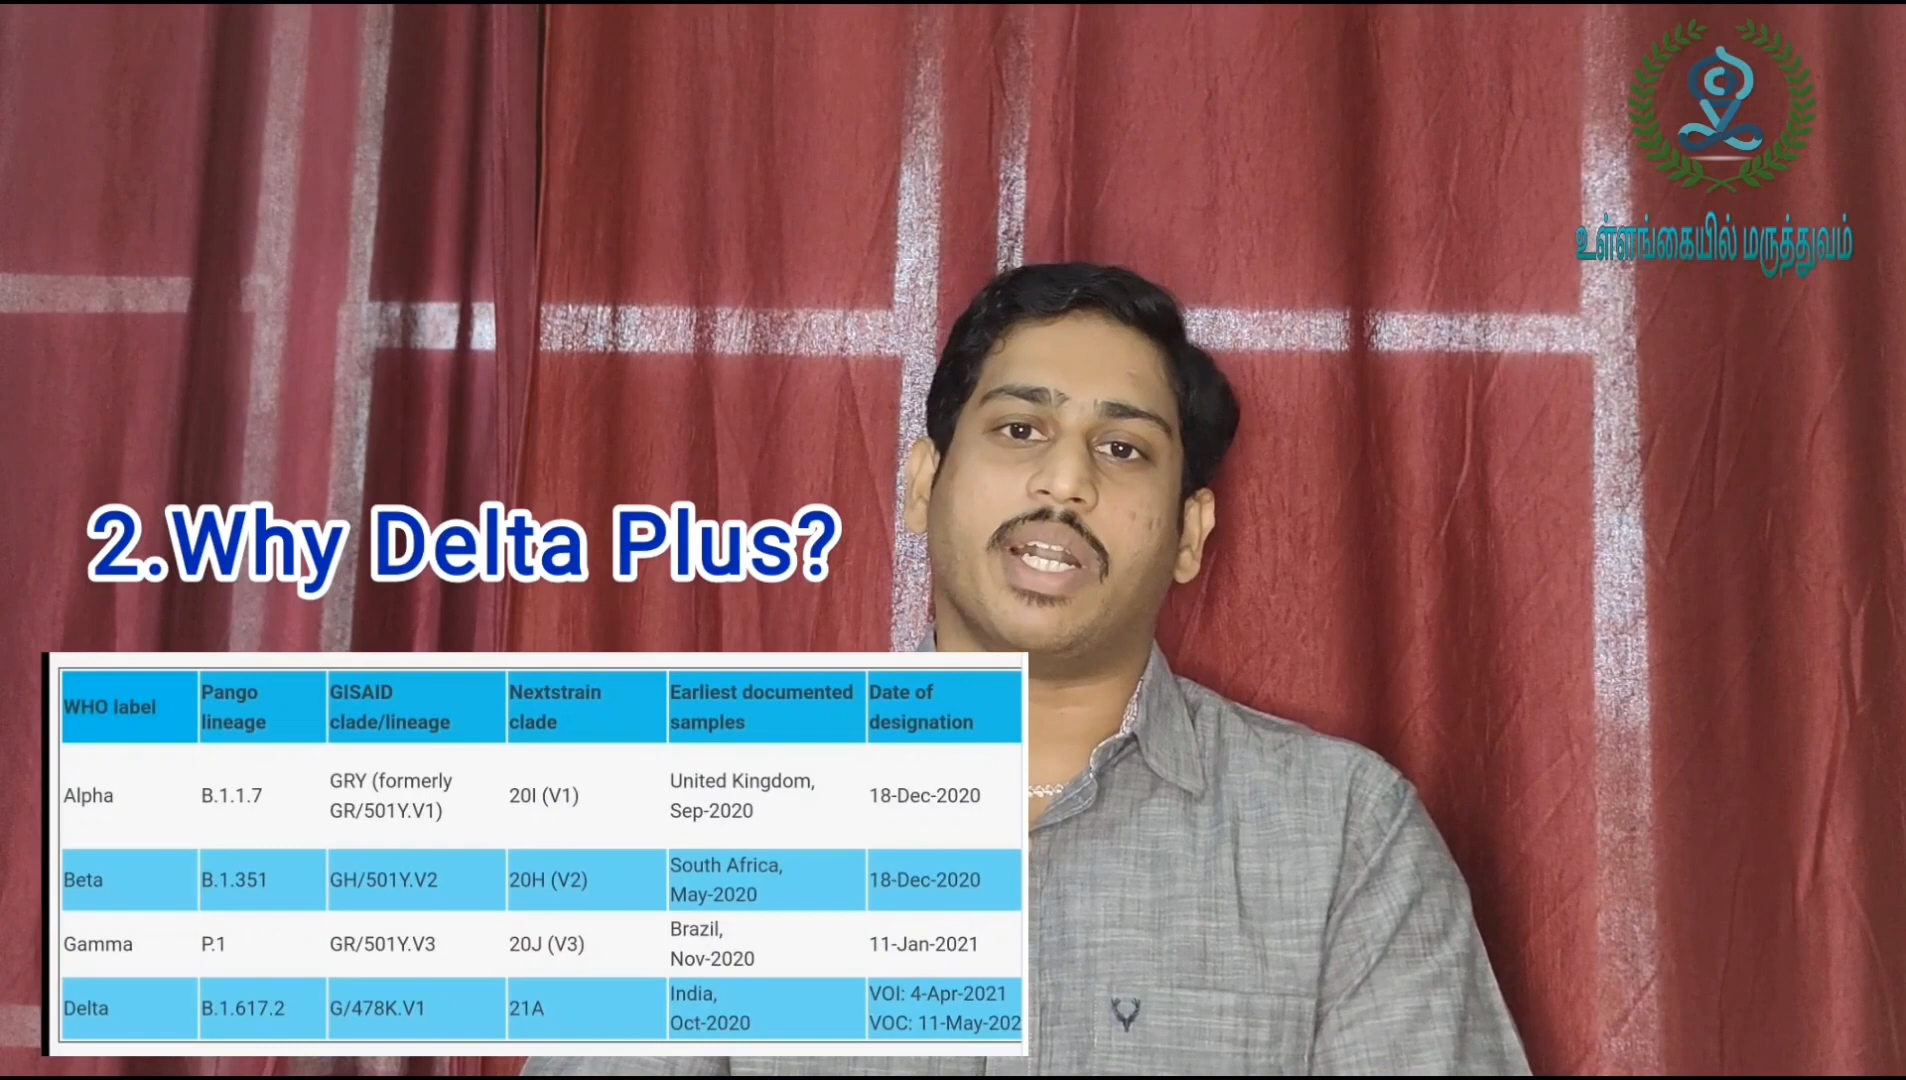 உள்ளங்கையில் மருத்துவம்
2.Why Delta Plus?
WHO label Pango lineage GISAID clade/lineage Nextstrain clade Earliest documented samples Date of designation
Alpha B.1.1.7 GRY (formerly GR/501Y.V1) 20I (V1) United Kingdom, Sep-2020 18-Dec-2020
Beta B.1.351 GH/501Y.V2 20H (V2) South Africa, May-2020 18-Dec-2020
Gamma P.1 GR/501Y.V3 20J (V3) Brazil, Nov-2020 11-Jan-2021
Delta B.1.617.2 G/478K.V1 21A India, Oct-2020 VOI: 4-Apr-2021 VOC: 11-May-202